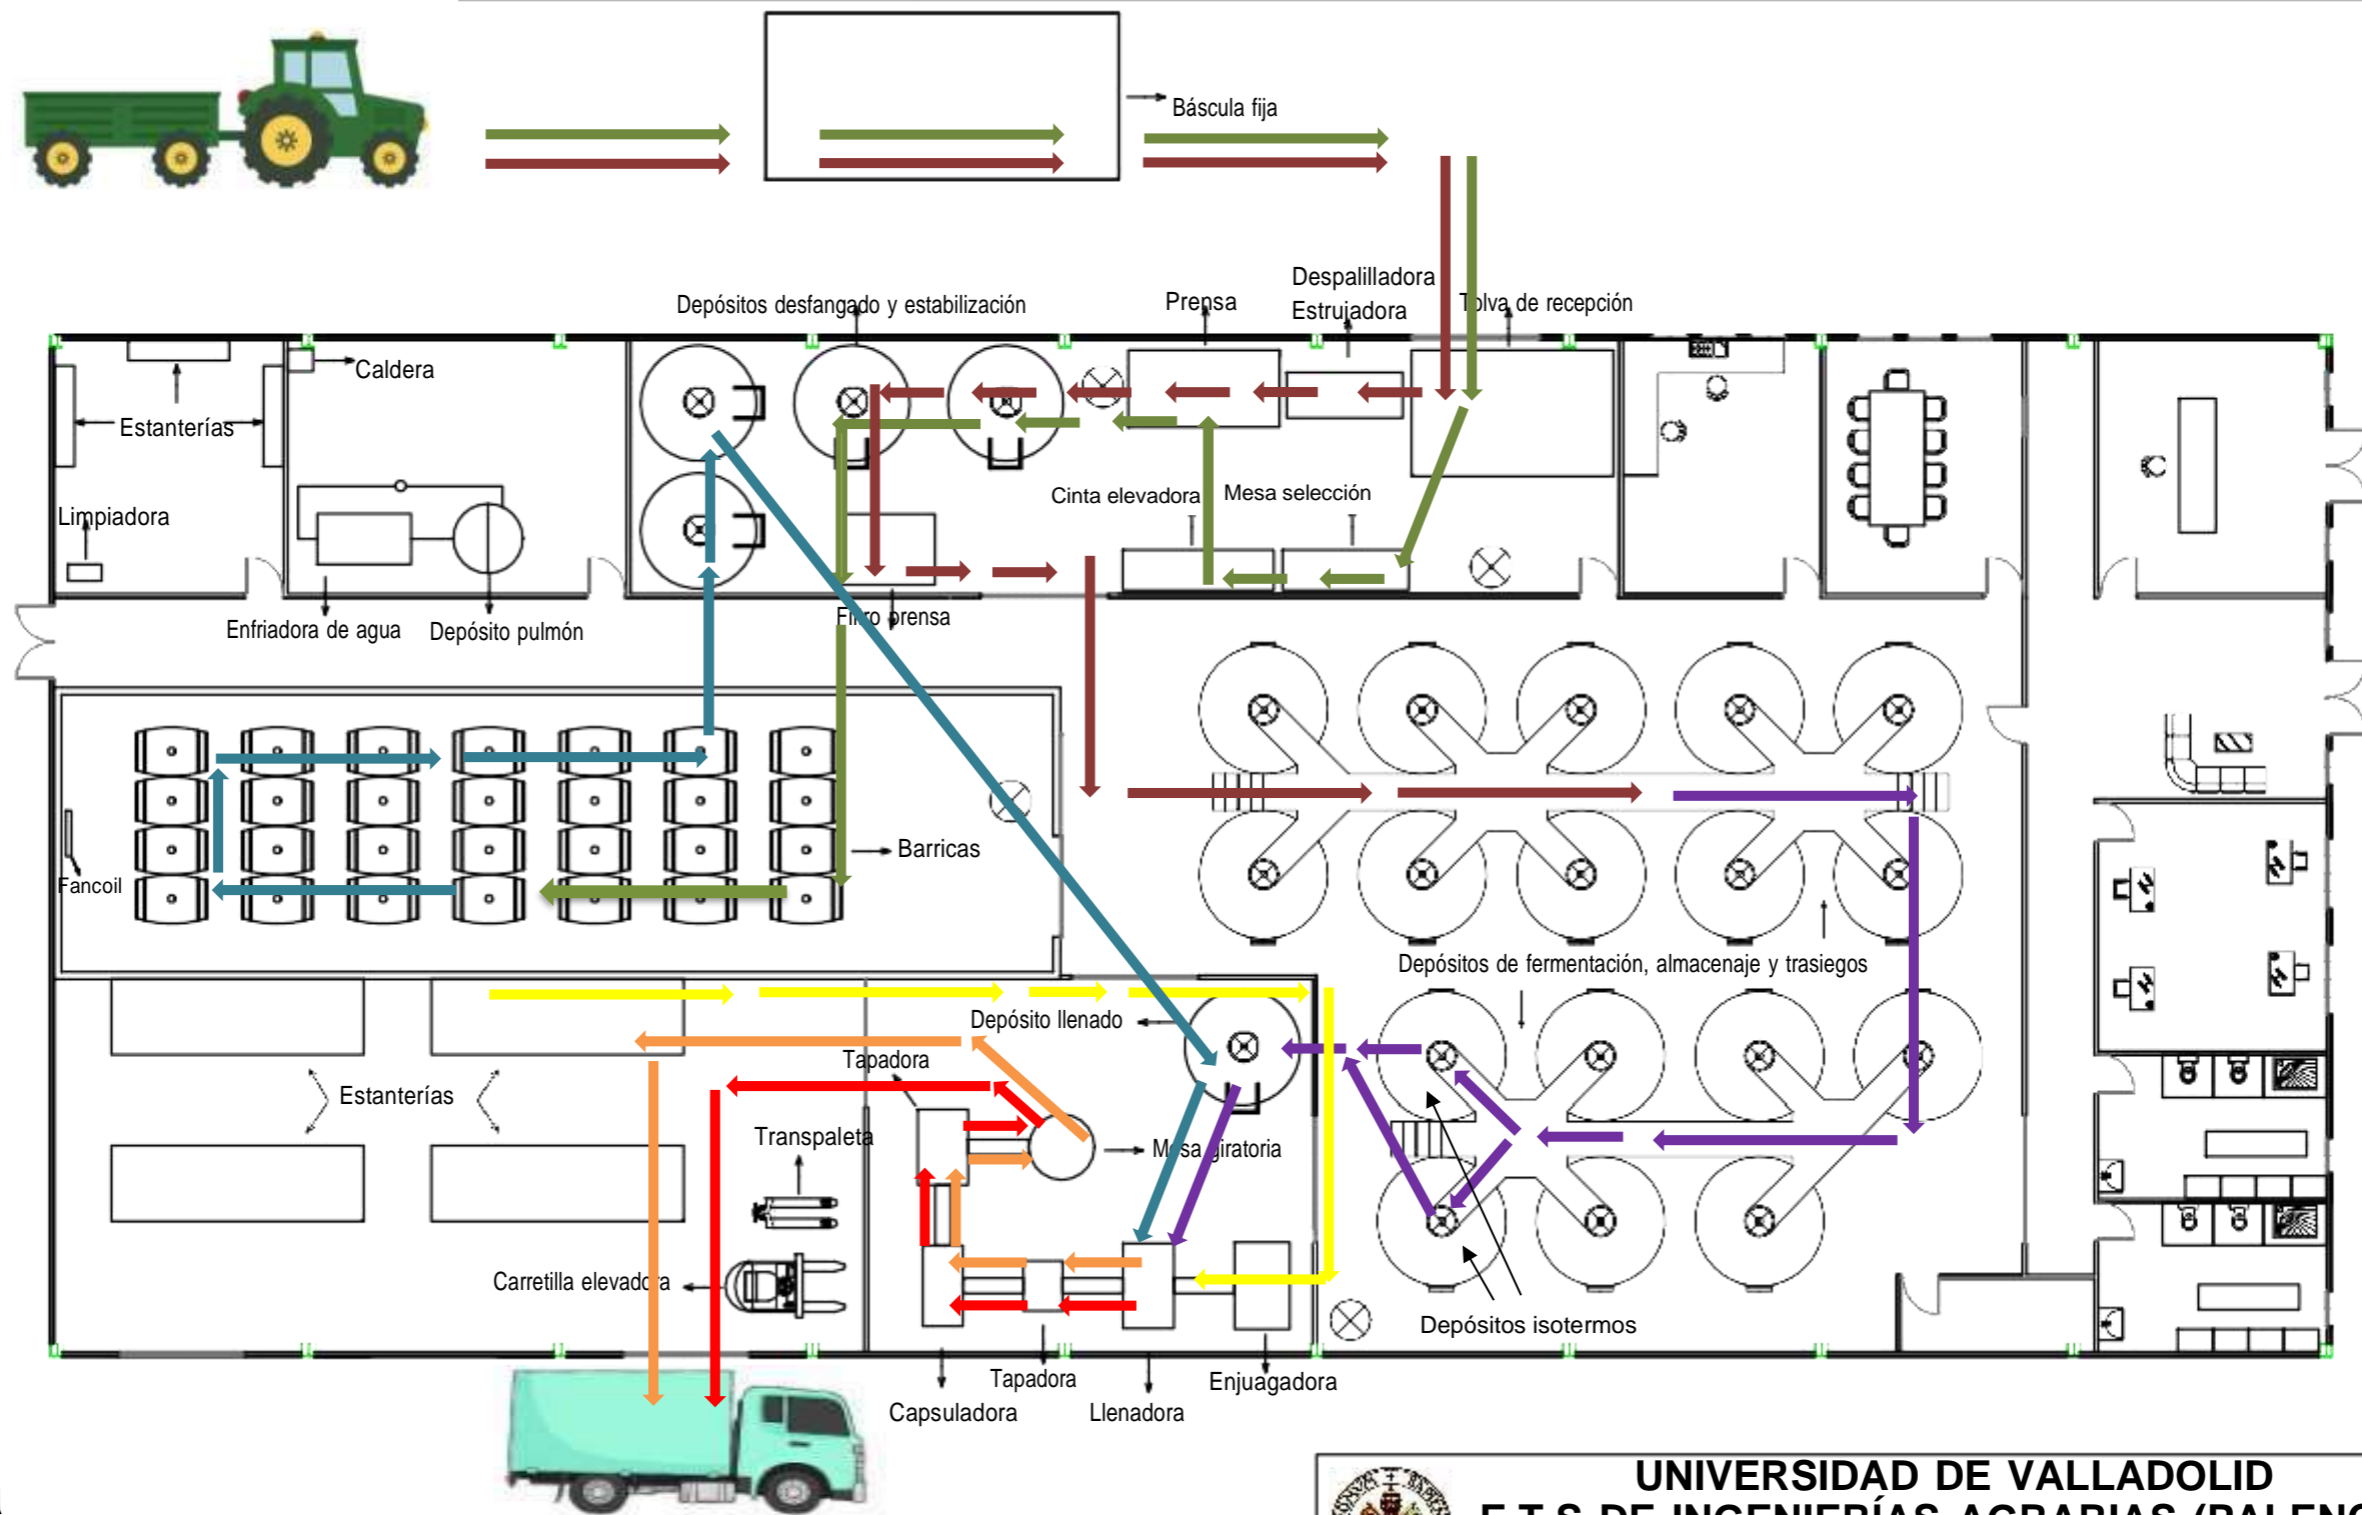 Báscula fija
Despalilladora
Estrujadora
Depósitos desfangado y estabilización
Prensa
Tolva de recepción
Caldera
Estanterías
Limpiadora
Cinta elevadora
Mesa selección
Enfriadora de agua
Depósito pulmón
Filtro prensa
Barricas
Fancoil
Depósitos de fermentación, almacenaje y trasiegos
Depósito llenado
Tapadora
Estanterías
Transpaleta
Mesa giratoria
Carretilla elevadora
Depósitos isotermos
Tapadora
Enjuagadora
Capsuladora
Llenadora
UNIVERSIDAD DE VALLADOLID